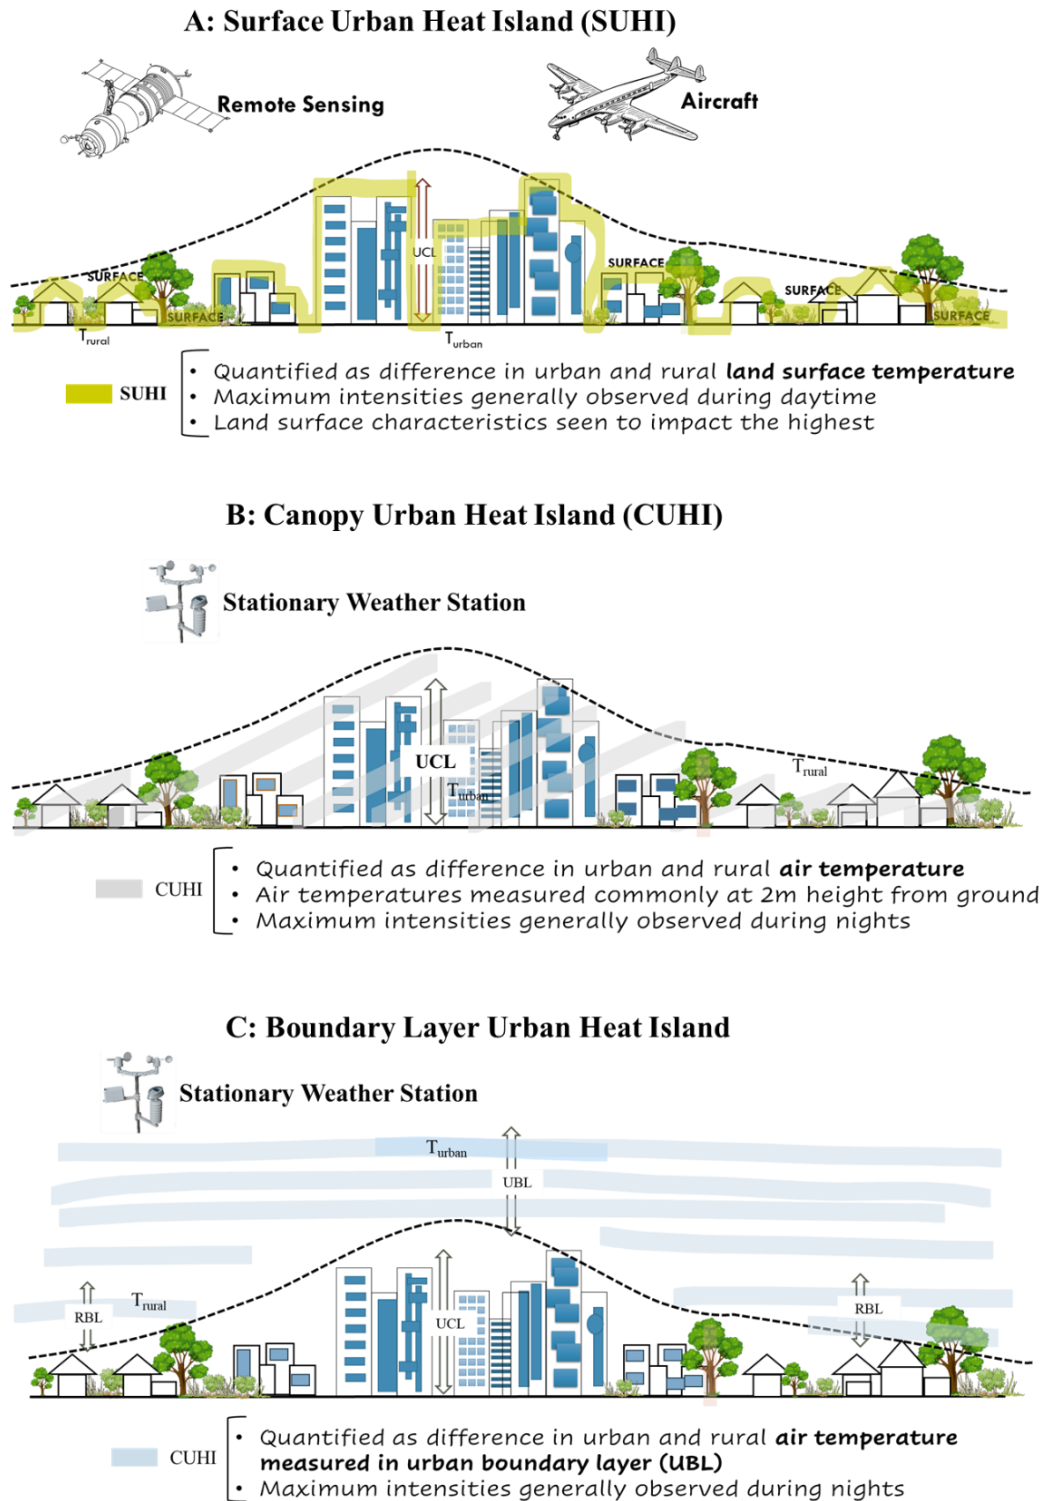 A: Surface Urban Heat Island (SUHI)
Remote Sensing
Aircraft
UCL
SURFACE
SURFACE
SURFACE
SURFACE
SURFACE
Trural
Turban
SUHI
• Quantified as difference in urban and rural land surface temperature
• Maximum intensities generally observed during daytime
• Land surface characteristics seen to impact the highest
B: Canopy Urban Heat Island (CUHI)
Stationary Weather Station
UCL
Trural
Turban
CUHI
• Quantified as difference in urban and rural air temperature
• Air temperatures measured commonly at 2m height from ground
• Maximum intensities generally observed during nights
C: Boundary Layer Urban Heat Island
Stationary Weather Station
Turban
UBL
Trural
RBL
RBL
UCL
CUHI
• Quantified as difference in urban and rural air temperature
measured in urban boundary layer (UBL)
• Maximum intensities generally observed during nights